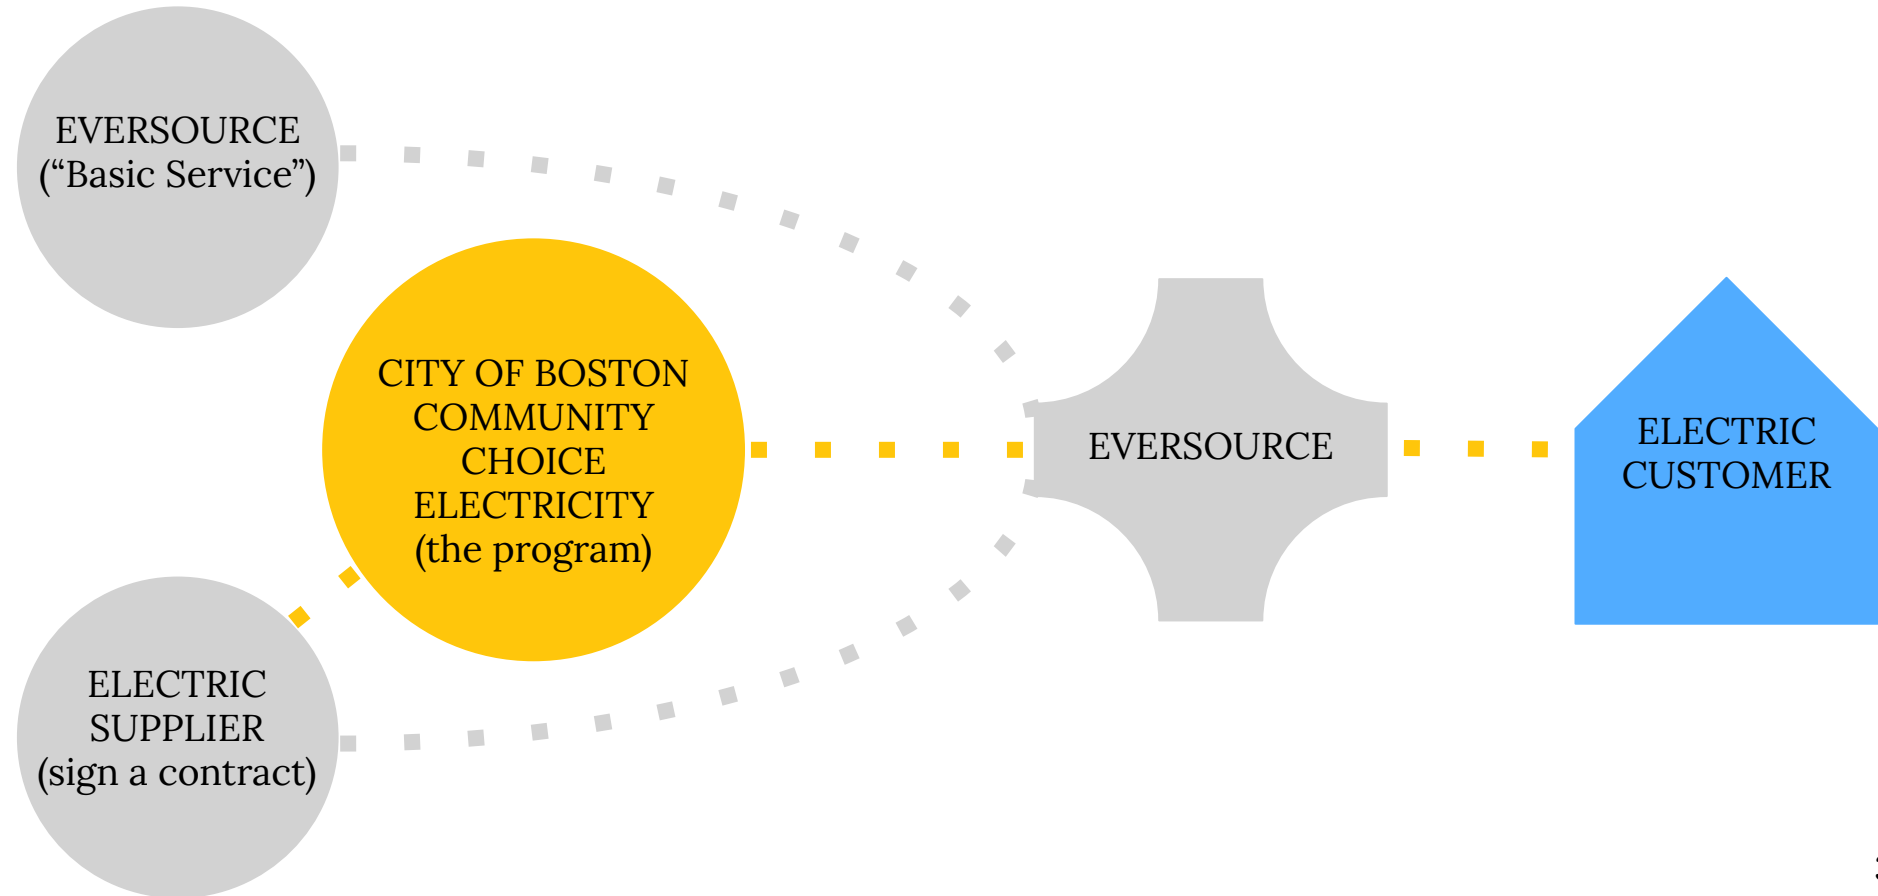 EVERSOURCE
(“Basic Service”)
CITY OF BOSTON
COMMUNITY
CHOICE
ELECTRICITY
(the program)
ELECTRIC
SUPPLIER
(sign a contract)
EVERSOURCE
ELECTRIC
CUSTOMER